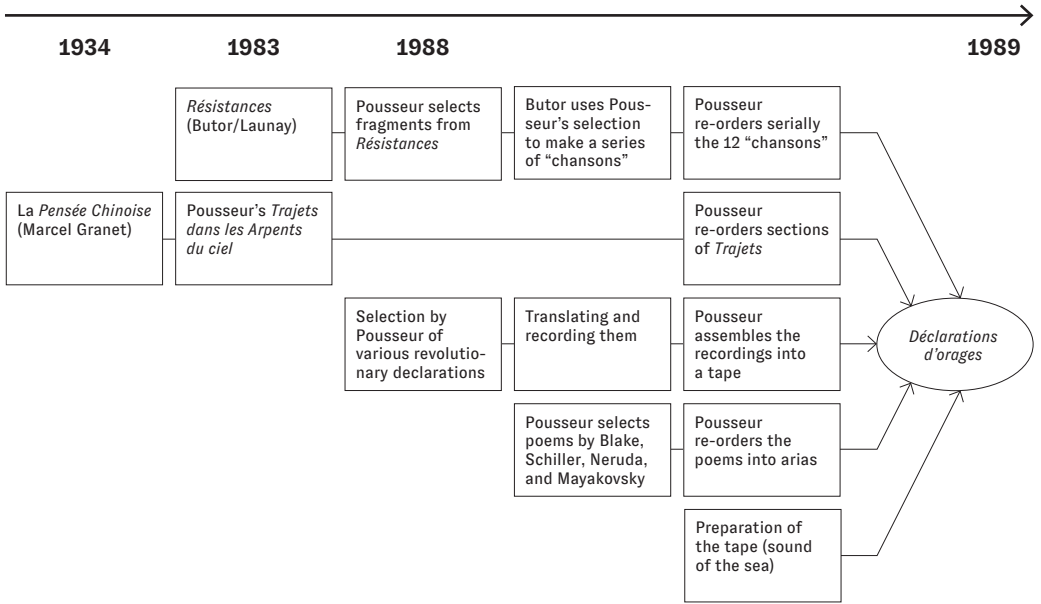 1934
1983
1988
1989
Résistances
(Butor/Launay)
Pousseur selects
fragments from
Résistances
Butor uses Pous-
seur’s selection
to make a series
of “chansons”
Pousseur
re-orders serially
the 12 “chansons”
La Pensée Chinoise
(Marcel Granet)
Pousseur’s Trajets
dans les Arpents
du ciel
Pousseur
re-orders sections
of Trajets
Selection by
Pousseur of
various revolutio-
nary declarations
Translating and
recording them
Pousseur
assembles the
recordings into
a tape
Déclarations
d’orages
Pousseur selects
poems by Blake,
Schiller, Neruda,
and Mayakovsky
Pousseur
re-orders the
poems into arias
Preparation of
the tape (sound
of the sea)